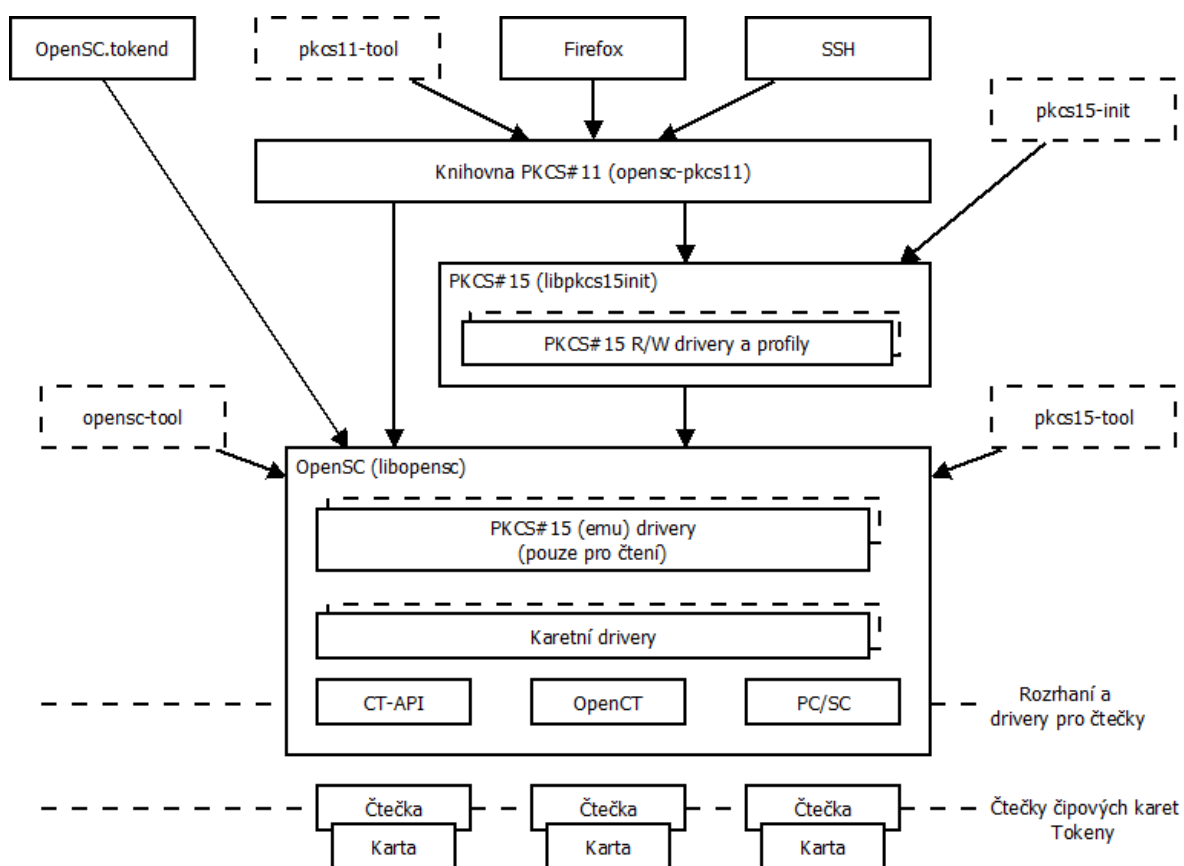 OpenSC.tokend
pkcs11-tool
Firefox
SSH
pkcs15-init
Knihovna PKCS#11 (opensc-pkcs11)
PKCS#15 (libpkcs15init)
PKCS#15 R/W drivery a profily
opensc-tool
pkcs15-tool
OpenSC (libopensc)
PKCS#15 (emu) drivery
(pouze pro čtení)
Karetní drivery
CT-API
OpenCT
PC/SC
Rozrhaní a
drivery pro čtečky
Čtečka
Čtečka
Čtečka
Čtečky čipových karet
Tokeny
Karta
Karta
Karta